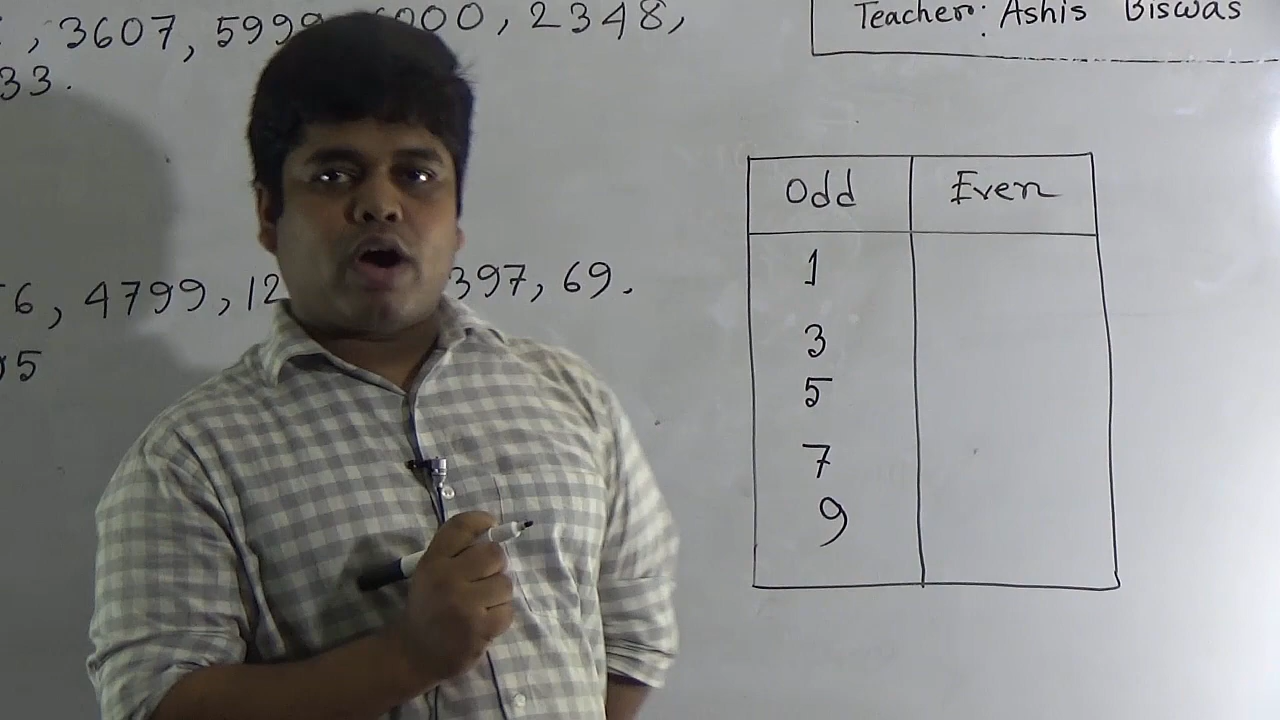 , 3607, 5999, 6000, 2348,
33.
Teacher: Ashis Biswas
Odd Even
1
3
5
7
9
6, 4799, 12 397, 69.
5